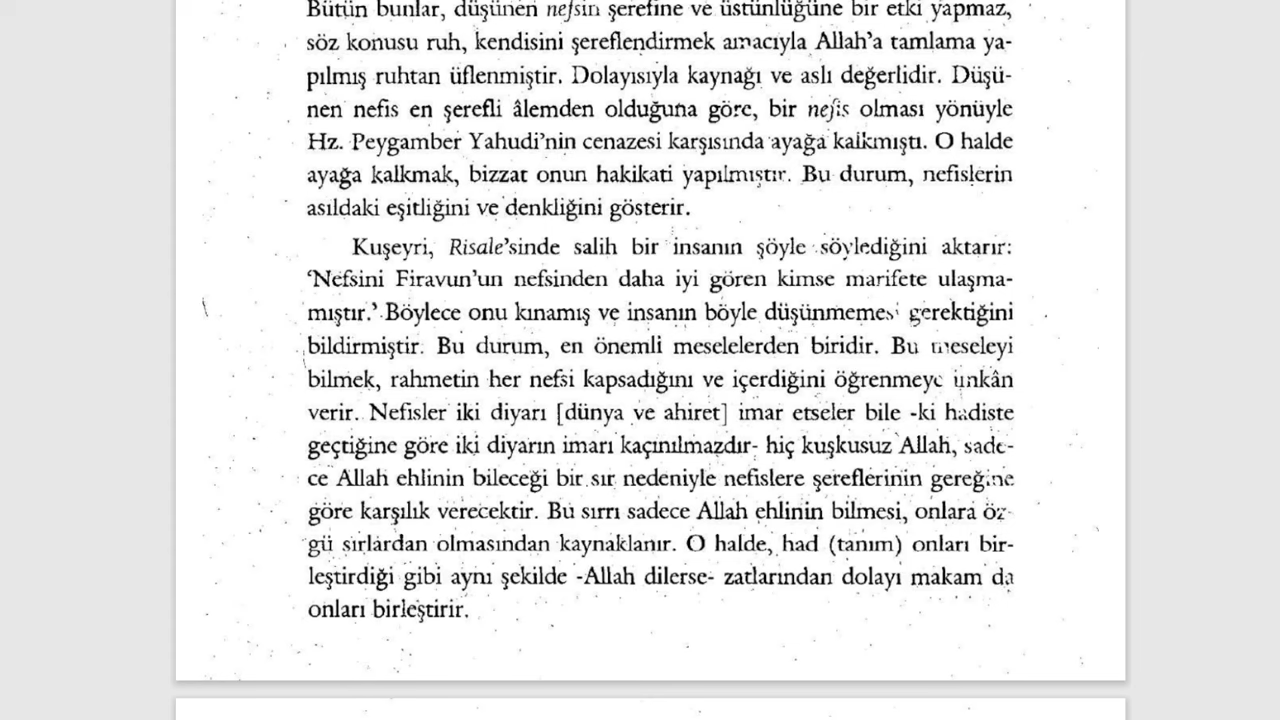 Bütün bunlar, düşünen nefsin şerefine ve üstünlüğüne bir etki yapmaz,
söz konusu ruh, kendisini şereflendirmek amacıyla Allah'a tamlama ya-
pılmış ruhtan üflenmiştir. Dolayısıyla kaynağı ve aslı değerlidir. Düşü-
nen nefis en şerefli âlemden olduğuna göre, bir nefis olması yönüyle
Hz. Peygamber Yahudi'nin cenazesi karşısında ayağa kalkmıştı. O halde
ayağa kalkmak, bizzat onun hakikati yapılmıştır. Bu durum, nefislerin
asıldaki eşitliğini ve denkliğini gösterir.
Kuşeyri, Risale'sinde salih bir insanın şöyle söylediğini aktarır:
'Nefsini Firavun'un nefsinden daha iyi gören kimse marifete ulaşma-
mıştır.' Böylece onu kınamış ve insanın böyle düşünmemesi gerektiğini
bildirmiştir. Bu durum, en önemli meselelerden biridir. Bu meseleyi
bilmek, rahmetin her nefsi kapsadığını ve içerdiğini öğrenmeye imkân
verir. Nefisler iki diyarı [dünya ve ahiret] imar etseler bile -ki hadiste
geçtiğine göre iki diyarın imarı kaçınılmazdır- hiç kuşkusuz Allah, sade-
ce Allah ehlinin bileceği bir sır nedeniyle nefislere şereflerinin gereğine
göre karşılık verecektir. Bu sırrı sadece Allah ehlinin bilmesi, onlara öz-
gü sırlardan olmasından kaynaklanır. O halde, had (tanım) onları bir-
leştirdiği gibi aynı şekilde -Allah dilerse- zatlarından dolayı makam da
onları birleştirir.